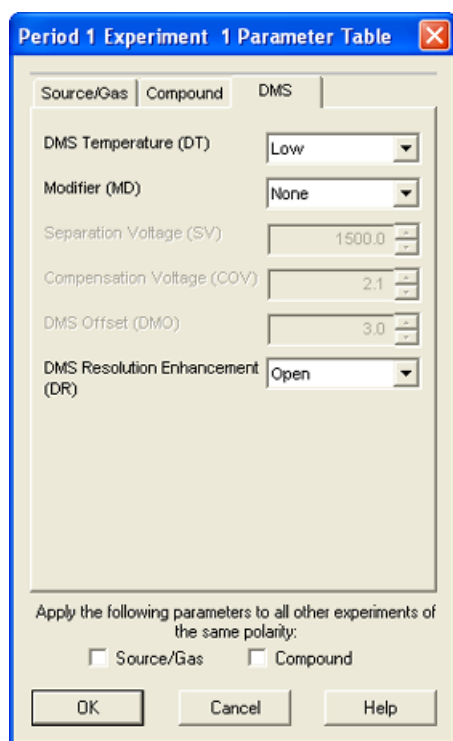 Period 1 Experiment 1 Parameter Table
Source/Gas Compound DMS
DMS Temperature (DT) Low
Modifier (MD) None
Separation Voltage (SV) 1500.0
Compensation Voltage (COV) 2.1
DMS Offset (DMO) 3.0
DMS Resolution Enhancement (DR) Open
Apply the following parameters to all other experiments of
the same polarity:
Source/Gas Compound
OK Cancel Help